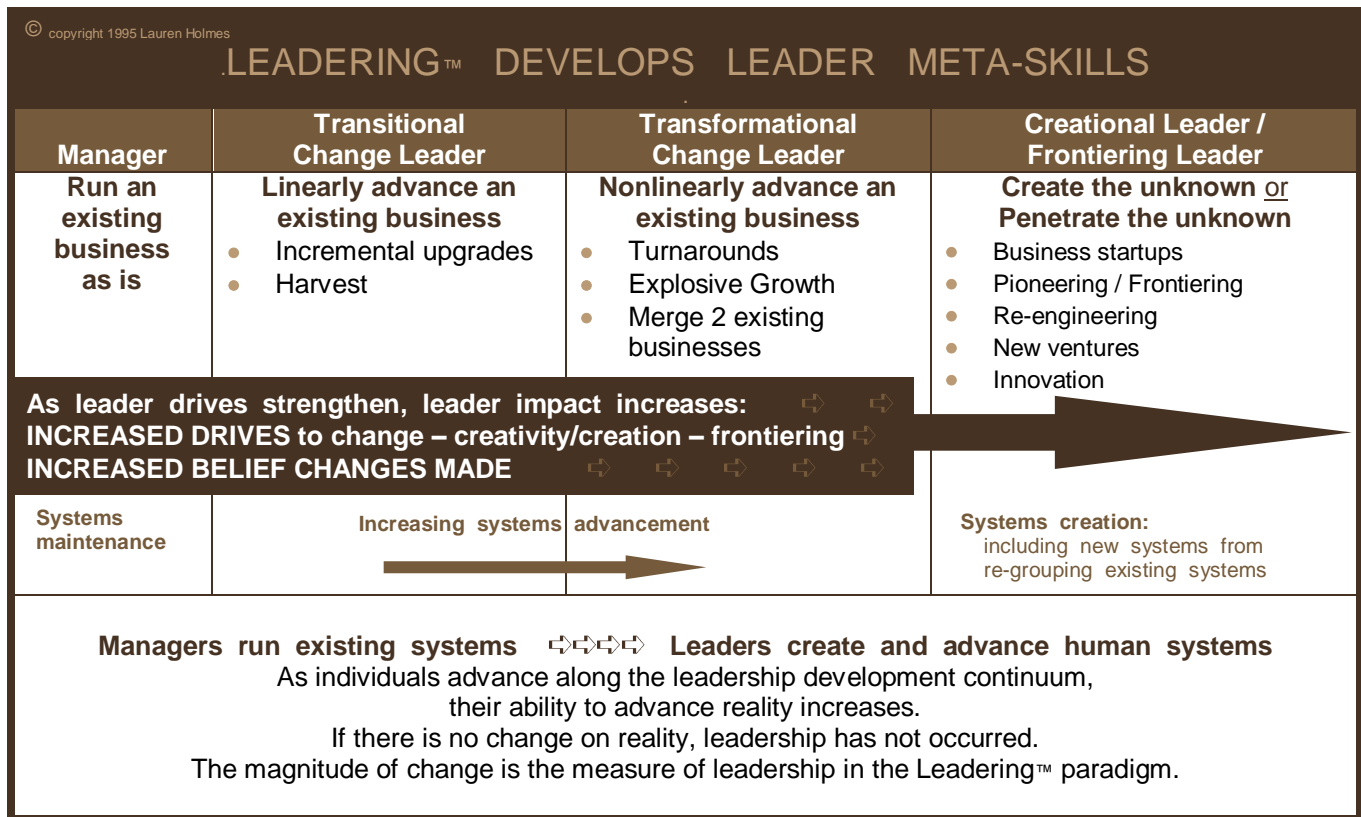 © copyright 1995 Lauren Holmes
.LEADERING™ DEVELOPS LEADER META-SKILLS
.
Manager
Transitional
Change Leader
Transformational
Change Leader
Creational Leader /
Frontiering Leader
Run an
existing
business
as is
Linearly advance an
existing business
● Incremental upgrades
● Harvest
Nonlinearly advance an
existing business
● Turnarounds
● Explosive Growth
● Merge 2 existing
businesses
Create the unknown or
Penetrate the unknown
● Business startups
● Pioneering / Frontiering
● Re-engineering
● New ventures
● Innovation
As leader drives strengthen, leader impact increases: ➪ ➪
INCREASED DRIVES to change – creativity/creation – frontiering ➪
INCREASED BELIEF CHANGES MADE ➪ ➪ ➪ ➪ ➪
Systems
maintenance
Increasing systems advancement
Systems creation:
including new systems from
re-grouping existing systems
Managers run existing systems ➪➪➪➪ Leaders create and advance human systems
As individuals advance along the leadership development continuum,
their ability to advance reality increases.
If there is no change on reality, leadership has not occurred.
The magnitude of change is the measure of leadership in the Leadering™ paradigm.